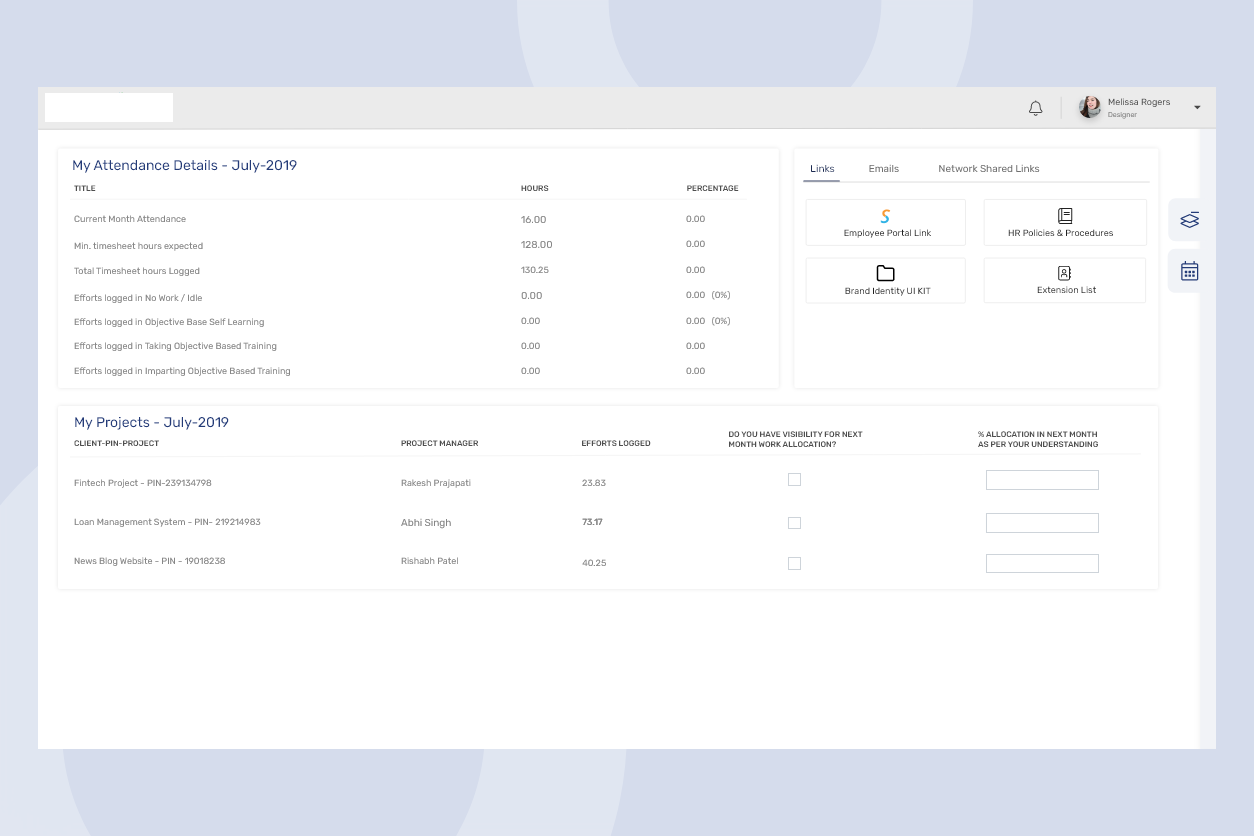 Melissa Rogers
Designer
My Attendance Details - July-2019
TITLE HOURS PERCENTAGE
Current Month Attendance 16.00 0.00
Min. timesheet hours expected 128.00 0.00
Total Timesheet hours Logged 130.25 0.00
Efforts logged in No Work / Idle 0.00 0.00 (0%)
Efforts logged in Objective Base Self Learning 0.00 0.00 (0%)
Efforts logged in Taking Objective Based Training 0.00 0.00
Efforts logged in Imparting Objective Based Training 0.00 0.00
Links Emails Network Shared Links
Employee Portal Link HR Policies & Procedures
Brand Identity UI KIT Extension List
My Projects - July-2019
CLIENT-PIN-PROJECT PROJECT MANAGER EFFORTS LOGGED
DO YOU HAVE VISIBILITY FOR NEXT
MONTH WORK ALLOCATION?
% ALLOCATION IN NEXT MONTH
AS PER YOUR UNDERSTANDING
Fintech Project - PIN-239134798 Rakesh Prajapati 23.83
Loan Management System - PIN- 219214983 Abhi Singh 73.17
News Blog Website - PIN - 19018238 Rishabh Patel 40.25